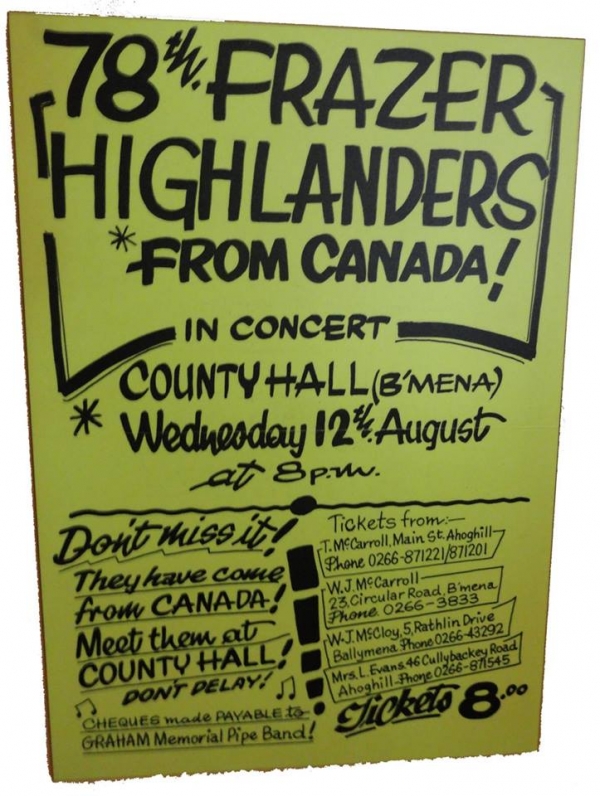 78th. FRAZER
HIGHLANDERS
*FROM CANADA!
IN CONCERT
COUNTY HALL (B'MENA)
* Wednesday 12th. August
at 8p.m.
Don't miss it!
They have come
from CANADA!
Meet them at
COUNTY HALL!
DON'T DELAY!
CHEQUES made PAYABLE to
GRAHAM Memorial Pipe Band!
Tickets from:—
T. McCarroll, Main St. Ahoghill
Phone 0266-871221/871201
W.J. McCarroll
23, Circular Road, B'mena
Phone 0266-3833
W.J. McCloy, 5, Rathlin Drive
Ballymena Phone 0266-43292
Mrs. L. Evans 46 Cullybackey Road
Ahoghill Phone 0266-871545
Tickets 8.00